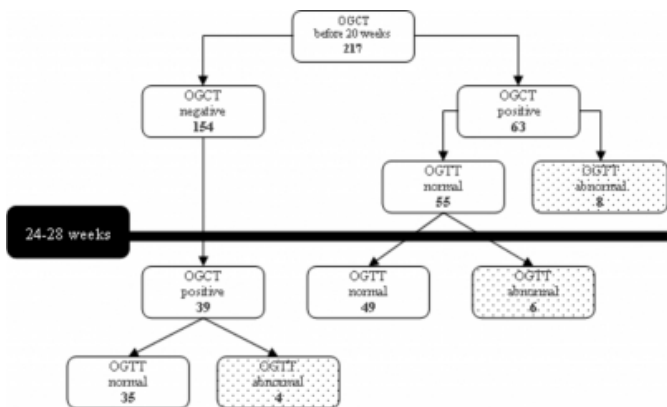 OGCT
before 20 weeks
217
OGCT
negative
154
OGCT
positive
63
OGTT
normal
55
OGTT
abnormal
8
24-28 weeks
OGCT
positive
39
OGTT
normal
49
OGTT
abnormal
6
OGTT
normal
35
OGTT
abnormal
4